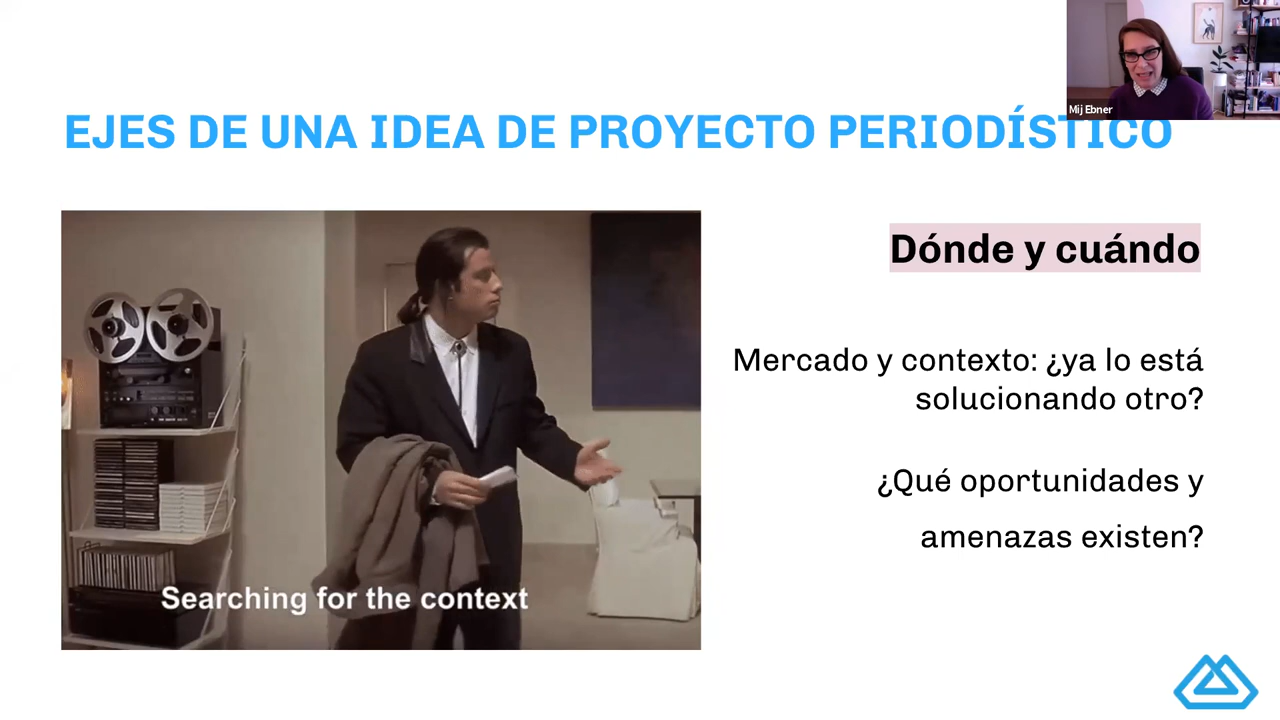 Mij Ebner
EJES DE UNA IDEA DE PROYECTO PERIODÍSTICO
Dónde y cuándo
Mercado y contexto: ¿ya lo está
solucionando otro?
¿Qué oportunidades y
amenazas existen?
Searching for the context